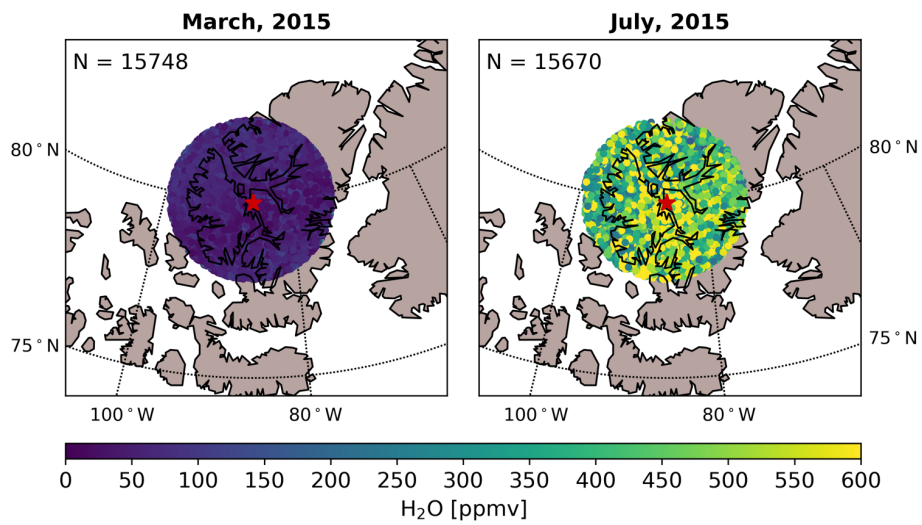 March, 2015
July, 2015
N = 15748
N = 15670
80°N
80°N
75°N
75°N
100°W
80°W
100°W
80°W
0 50 100 150 200 250 300 350 400 450 500 550 600
H₂O [ppmv]